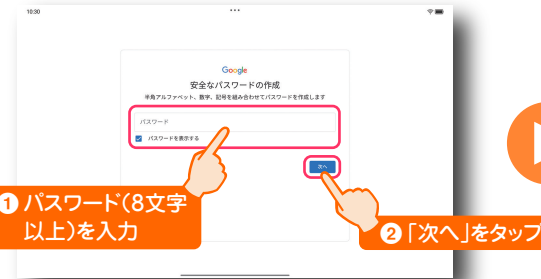 10:30
Google
安全なパスワードの作成
半角アルファベット、数字、記号を組み合わせてパスワードを作成します
パスワード
パスワードを表示する
次へ
1 パスワード(8文字
以上)を入力
2 「次へ」をタップ